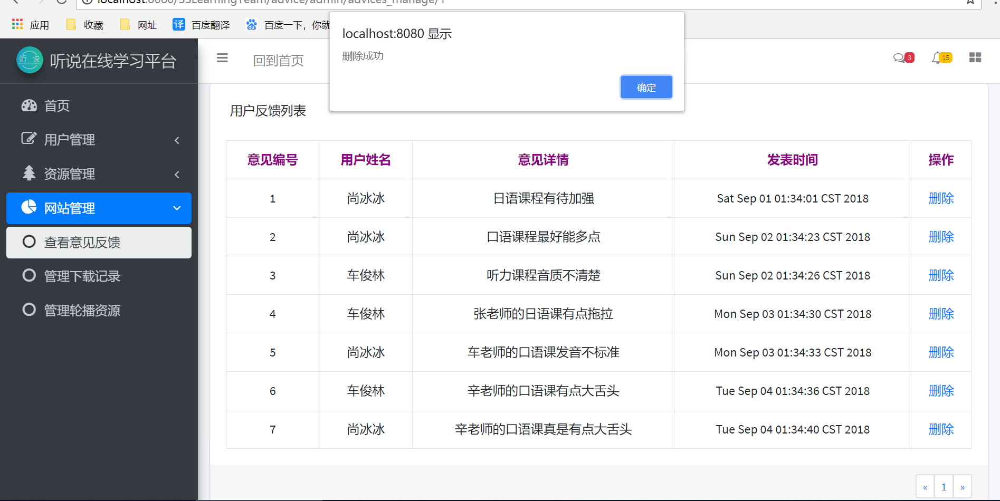 localhost:8080/SSLearningTeam/advice/admin/advices_manage/1
应用 收藏 网址 译 百度翻译 du 百度一下，你就
localhost:8080 显示
删除成功
确定
听说
听说在线学习平台
回到首页
3
15
首页
用户管理
资源管理
网站管理
查看意见反馈
管理下载记录
管理轮播资源
用户反馈列表
意见编号 用户姓名 意见详情 发表时间 操作
1 尚冰冰 日语课程有待加强 Sat Sep 01 01:34:01 CST 2018 删除
2 尚冰冰 口语课程最好能多点 Sun Sep 02 01:34:23 CST 2018 删除
3 车俊林 听力课程音质不清楚 Sun Sep 02 01:34:26 CST 2018 删除
4 车俊林 张老师的日语课有点拖拉 Mon Sep 03 01:34:30 CST 2018 删除
5 尚冰冰 车老师的口语课发音不标准 Mon Sep 03 01:34:33 CST 2018 删除
6 车俊林 辛老师的口语课有点大舌头 Tue Sep 04 01:34:36 CST 2018 删除
7 尚冰冰 辛老师的口语课真是有点大舌头 Tue Sep 04 01:34:40 CST 2018 删除
« 1 »